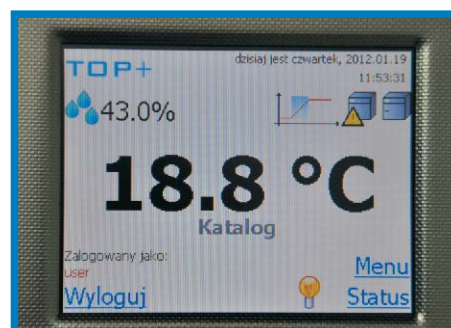 TOP+
dzisiaj jest czwartek, 2012.01.19
11:53:31
43.0%
18.8 °C
Katalog
Zalogowany jako:
user
Menu
Wyloguj
Status